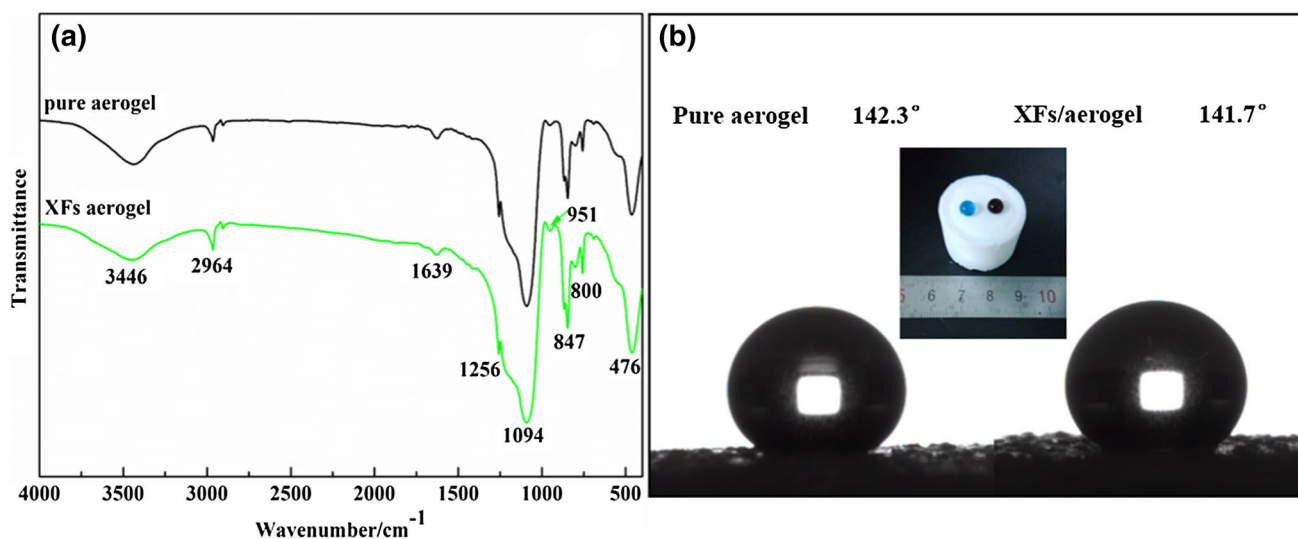 (a)
pure aerogel
XFs aerogel
3446
2964
1639
1256
1094
951
847
800
476
Transmittance
4000 3500 3000 2500 2000 1500 1000 500
Wavenumber/cm⁻¹
(b)
Pure aerogel 142.3° XFs/aerogel 141.7°
5 6 7 8 9 10